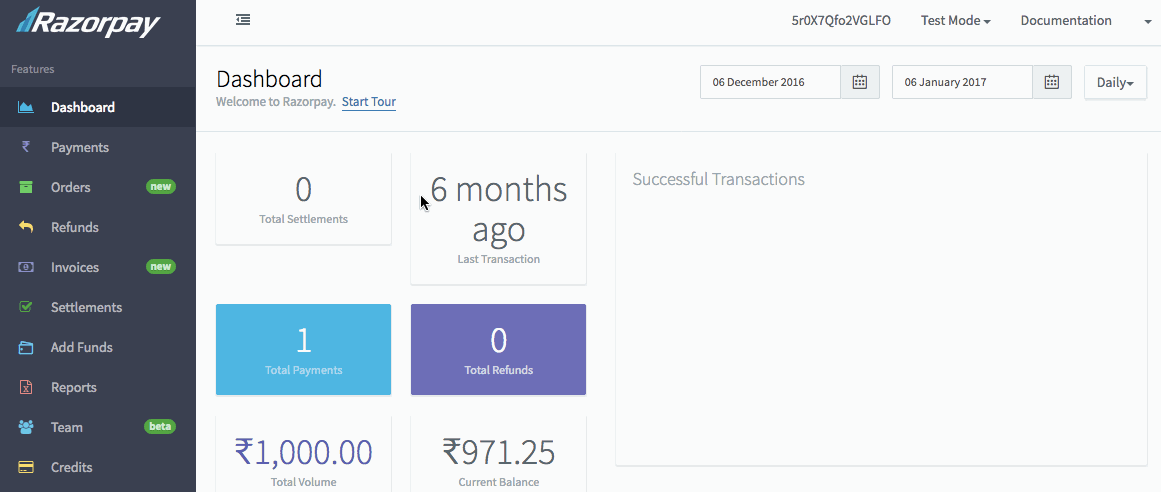 Razorpay
5r0X7Qfo2VGLFO
Test Mode
Documentation
Features
Dashboard
Payments
Orders new
Refunds
Invoices new
Settlements
Add Funds
Reports
Team beta
Credits
Dashboard
Welcome to Razorpay. Start Tour
06 December 2016
06 January 2017
Daily
0
Total Settlements
6 months
ago
Last Transaction
1
Total Payments
0
Total Refunds
₹1,000.00
Total Volume
₹971.25
Current Balance
Successful Transactions